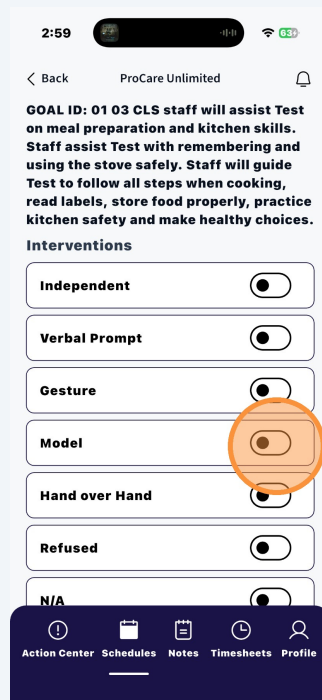 2:59
63
Back
ProCare Unlimited
GOAL ID: 01 03 CLS staff will assist Test
on meal preparation and kitchen skills.
Staff assist Test with remembering and
using the stove safely. Staff will guide
Test to follow all steps when cooking,
read labels, store food properly, practice
kitchen safety and make healthy choices.
Interventions
Independent
Verbal Prompt
Gesture
Model
Hand over Hand
Refused
N/A
Action Center Schedules Notes Timesheets Profile